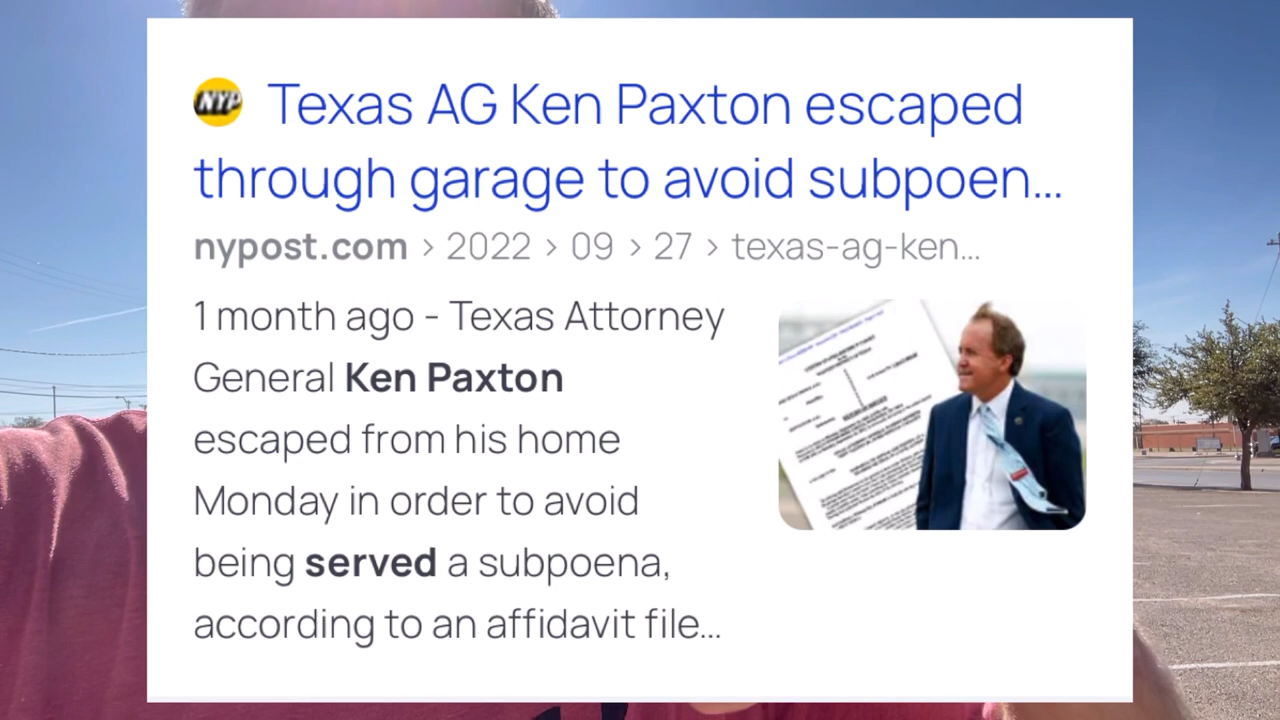 NYP Texas AG Ken Paxton escaped
through garage to avoid subpoen...
nypost.com › 2022 › 09 › 27 › texas-ag-ken...
1 month ago - Texas Attorney
General Ken Paxton
escaped from his home
Monday in order to avoid
being served a subpoena,
according to an affidavit file...